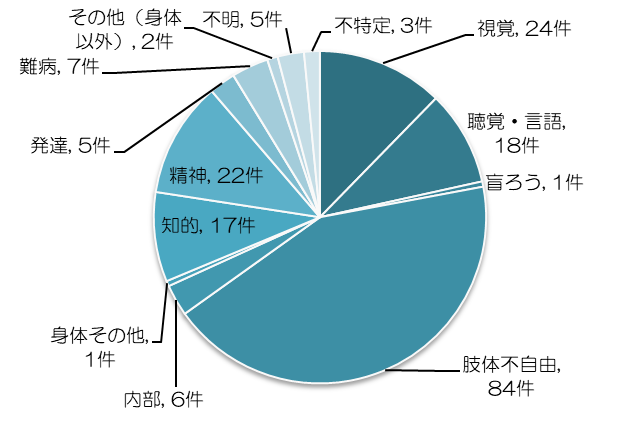 視覚, 24件
聴覚・言語,
18件
盲ろう, 1件
肢体不自由,
84件
内部, 6件
身体その他,
1件
知的, 17件
精神, 22件
発達, 5件
難病, 7件
その他（身体
以外）, 2件
不明, 5件
不特定, 3件